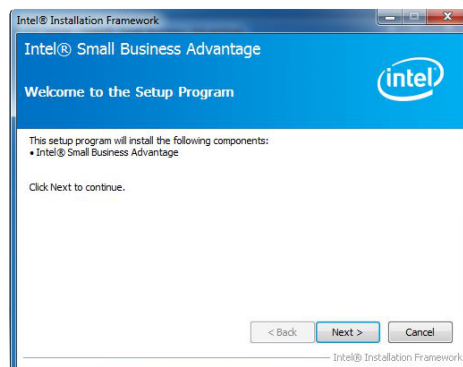 Intel® Installation Framework
Intel® Small Business Advantage
Welcome to the Setup Program
intel
This setup program will install the following components:
• Intel® Small Business Advantage
Click Next to continue.
< Back
Next >
Cancel
Intel® Installation Framework